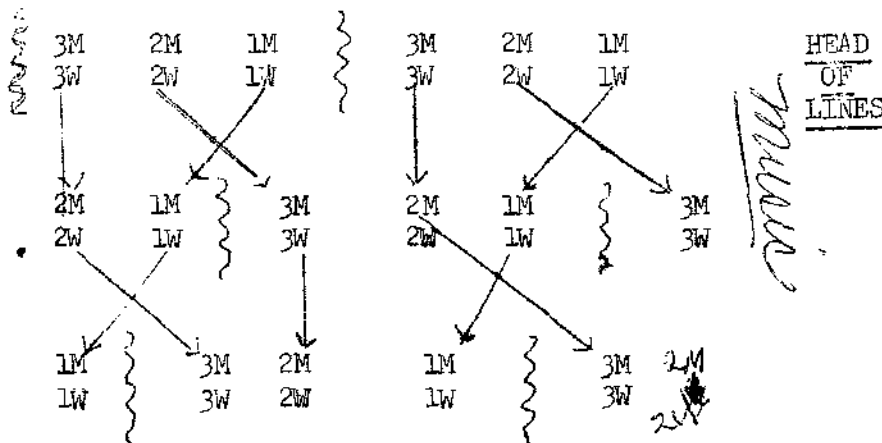 3M 2M 1M 3M 2M 1M HEAD
3W 2W 1W 3W 2W 1W OF
LINES
Music
2M 1M 3M 2M 1M 3M
2W 1W 3W 2W 1W 3W
1M 3M 2M 1M 3M 2M
1W 3W 2W 1W 3W 2W